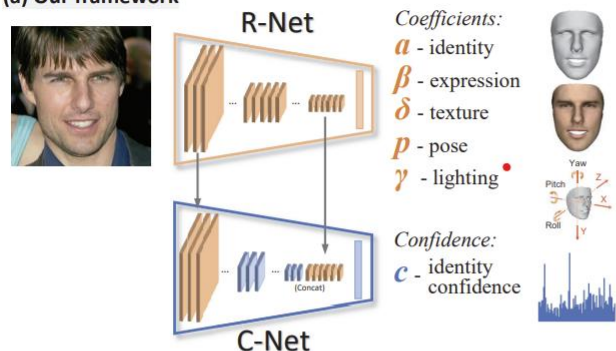 (a) Our framework
R-Net
...
...
Coefficients:
α - identity
β - expression
δ - texture
p - pose
γ - lighting
Yaw
Pitch
Z
X
Roll
Y
...
...
(Concat)
C-Net
Confidence:
c - identity
confidence